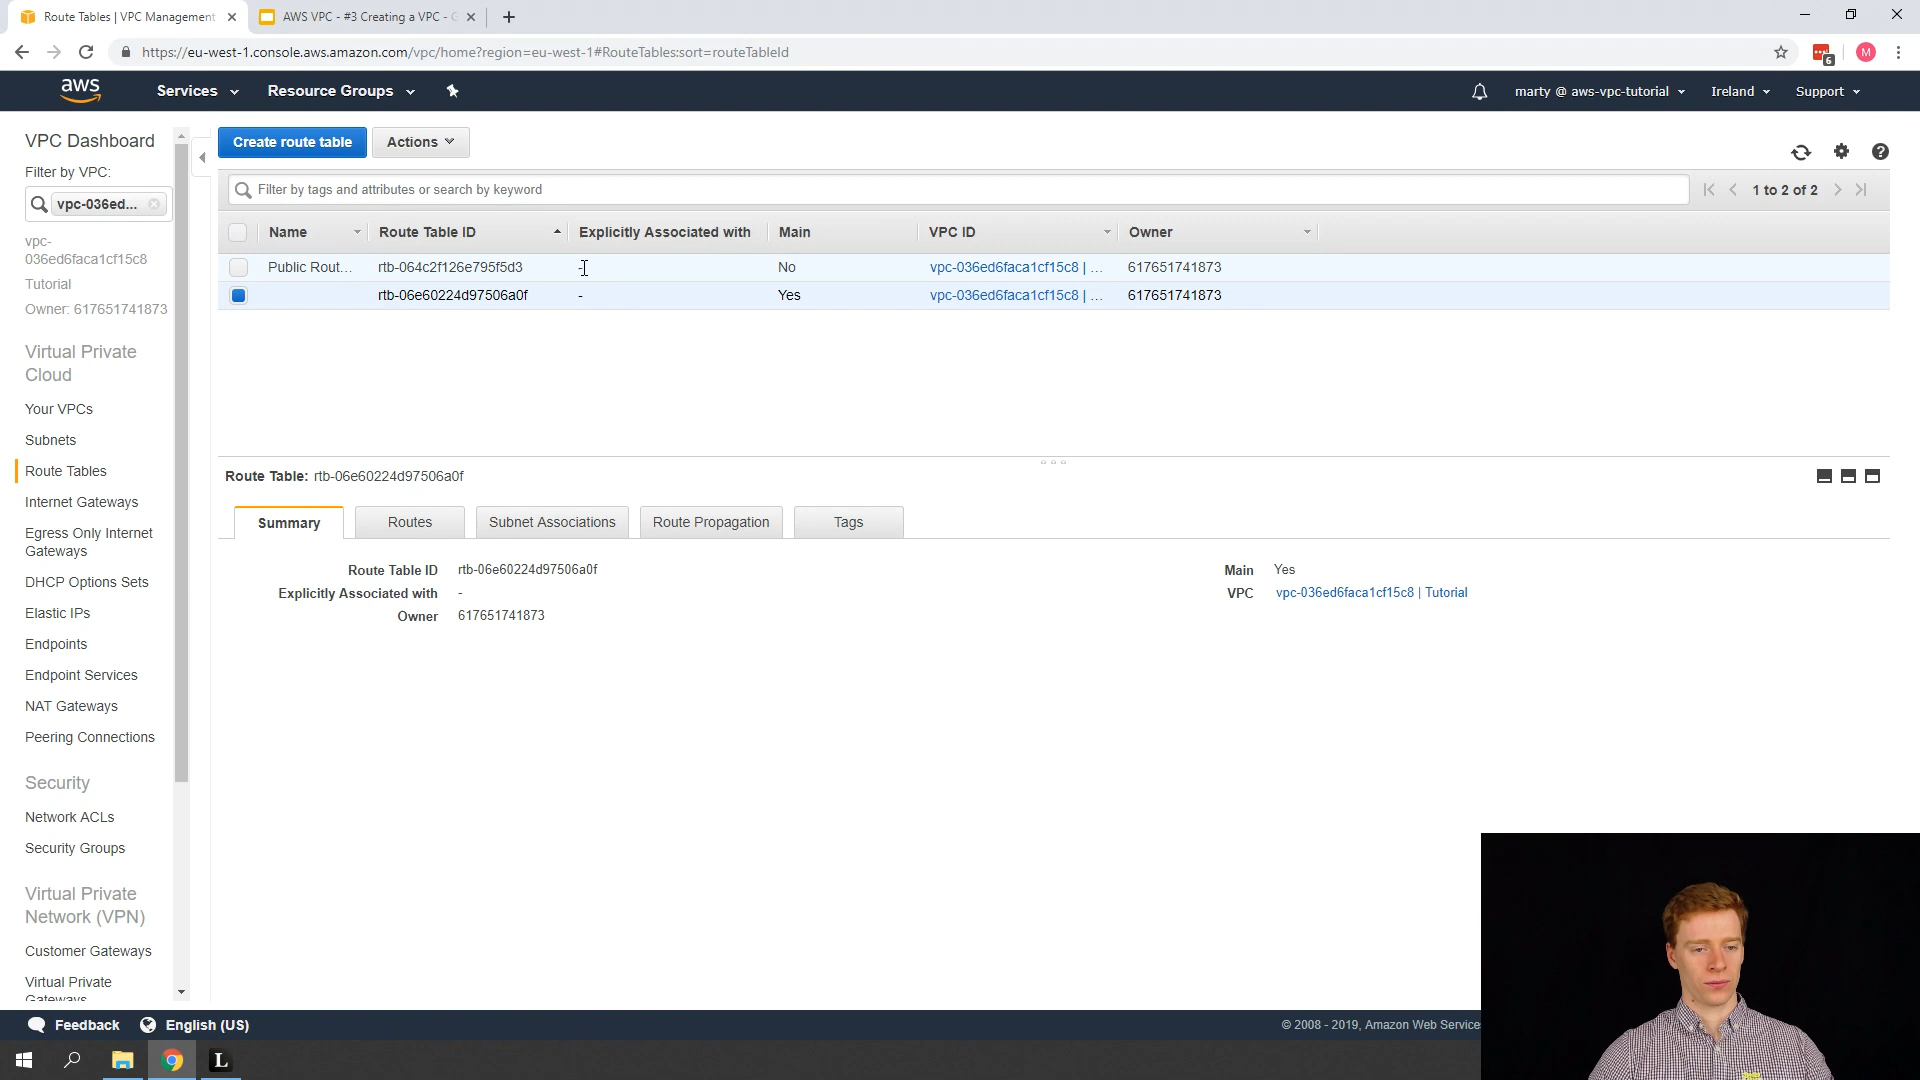 Route Tables | VPC Management
AWS VPC - #3 Creating a VPC - G
https://eu-west-1.console.aws.amazon.com/vpc/home?region=eu-west-1#RouteTables:sort=routeTableId
6
M
aws
Services
Resource Groups
marty @ aws-vpc-tutorial
Ireland
Support
VPC Dashboard
Filter by VPC:
vpc-036ed...
vpc-
036ed6faca1cf15c8
Tutorial
Owner: 617651741873
Virtual Private
Cloud
Your VPCs
Subnets
Route Tables
Internet Gateways
Egress Only Internet
Gateways
DHCP Options Sets
Elastic IPs
Endpoints
Endpoint Services
NAT Gateways
Peering Connections
Security
Network ACLs
Security Groups
Virtual Private
Network (VPN)
Customer Gateways
Virtual Private
Gateways
Create route table
Actions
Filter by tags and attributes or search by keyword
1 to 2 of 2
Name Route Table ID Explicitly Associated with Main VPC ID Owner
Public Rout... rtb-064c2f126e795f5d3 - No vpc-036ed6faca1cf15c8 | ... 617651741873
rtb-06e60224d97506a0f - Yes vpc-036ed6faca1cf15c8 | ... 617651741873
Route Table: rtb-06e60224d97506a0f
Summary Routes Subnet Associations Route Propagation Tags
Route Table ID rtb-06e60224d97506a0f
Explicitly Associated with -
Owner 617651741873
Main Yes
VPC vpc-036ed6faca1cf15c8 | Tutorial
Feedback
English (US)
© 2008 - 2019, Amazon Web Service
L